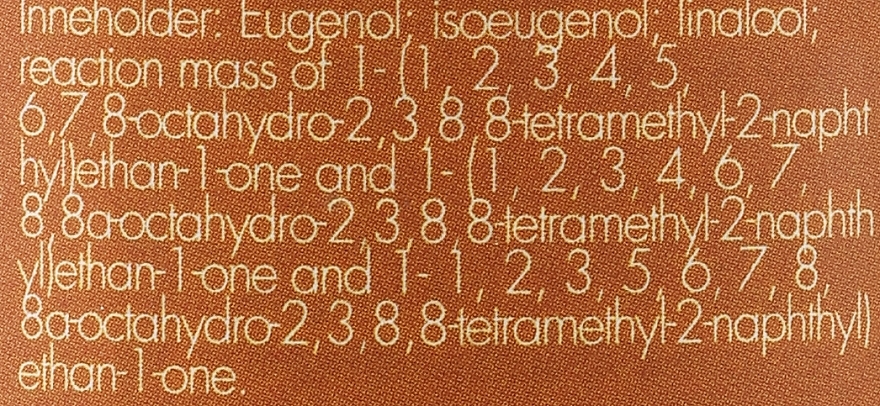 Inneholder: Eugenol; isoeugenol; linalool;
reaction mass of 1-(1, 2, 3, 4, 5,
6,7,8-octahydro-2,3,8,8-tetramethyl-2-napht
hyl)ethan-1-one and 1-(1, 2, 3, 4, 6, 7,
8,8a-octahydro-2,3,8,8-tetramethyl-2-naphth
yl)ethan-1-one and 1-1, 2, 3, 5, 6, 7, 8,
8a-octahydro-2,3,8,8-tetramethyl-2-naphthyl)
ethan-1-one.